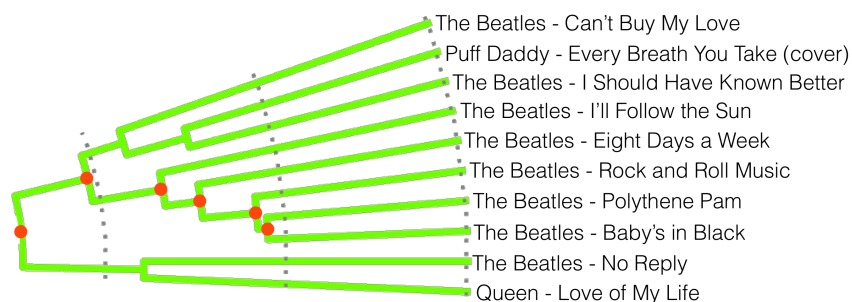 The Beatles - Can't Buy My Love
Puff Daddy - Every Breath You Take (cover)
The Beatles - I Should Have Known Better
The Beatles - I'll Follow the Sun
The Beatles - Eight Days a Week
The Beatles - Rock and Roll Music
The Beatles - Polythene Pam
The Beatles - Baby's in Black
The Beatles - No Reply
Queen - Love of My Life